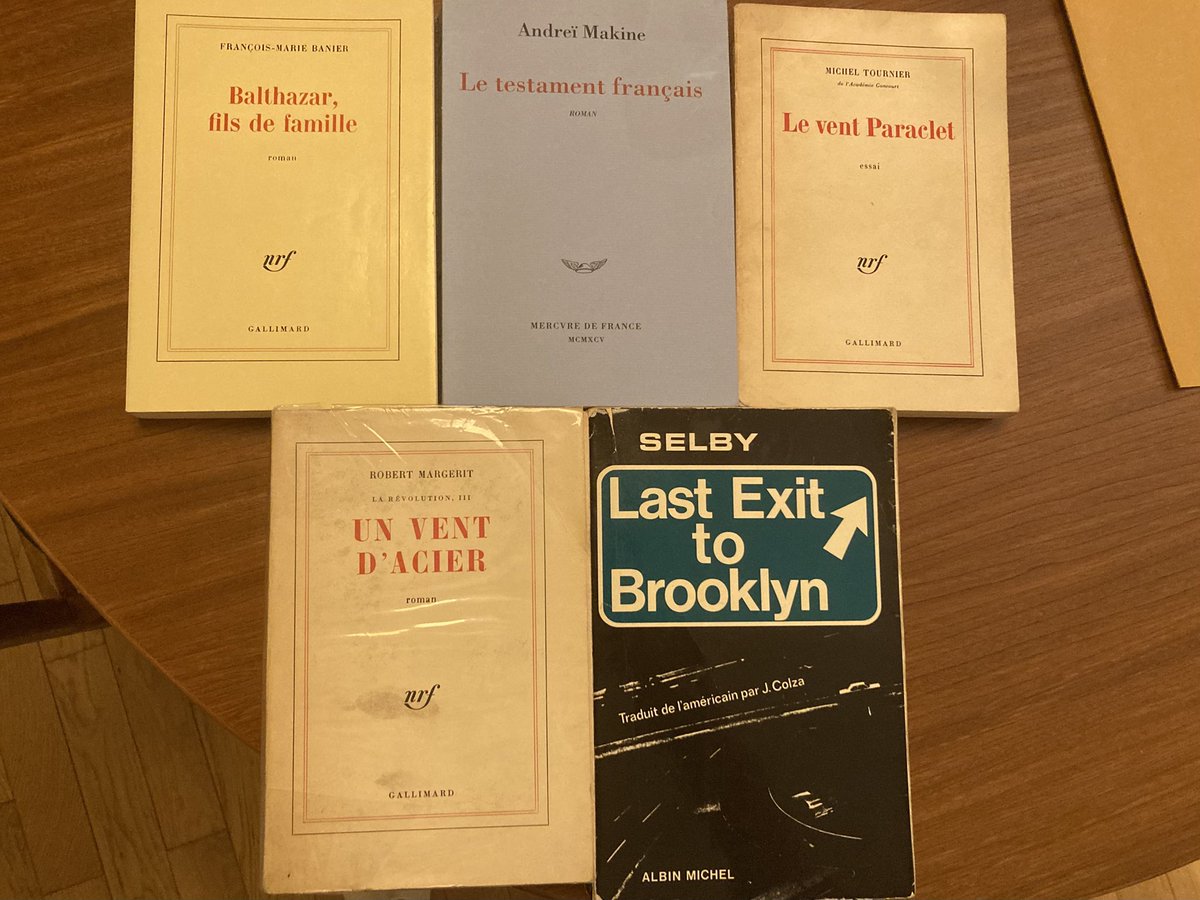 FRANÇOIS-MARIE BANIER
Balthazar,
fils de famille
roman
nrf
GALLIMARD
Andreï Makine
Le testament français
ROMAN
MERCVRE DE FRANCE
MCMXCV
MICHEL TOURNIER
de l'Académie Goncourt
Le vent Paraclet
essai
nrf
GALLIMARD
ROBERT MARGERIT
LA RÉVOLUTION, III
UN VENT
D'ACIER
roman
nrf
GALLIMARD
SELBY
Last Exit
to
Brooklyn
Traduit de l'américain par J. Colza
ALBIN MICHEL